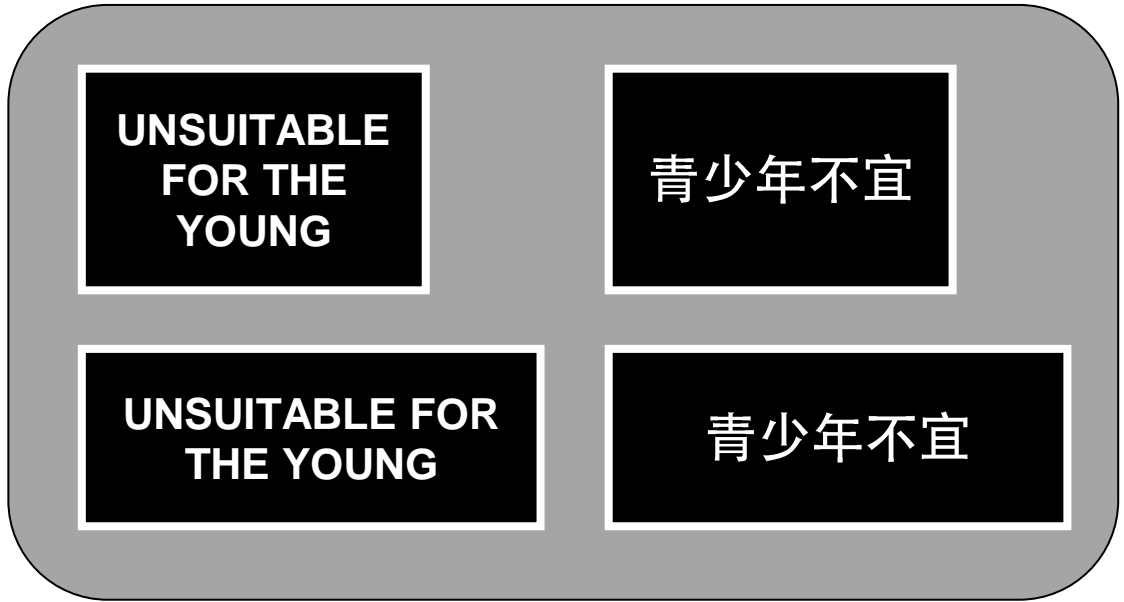 UNSUITABLE
FOR THE
YOUNG
青少年不宜
UNSUITABLE FOR
THE YOUNG
青少年不宜